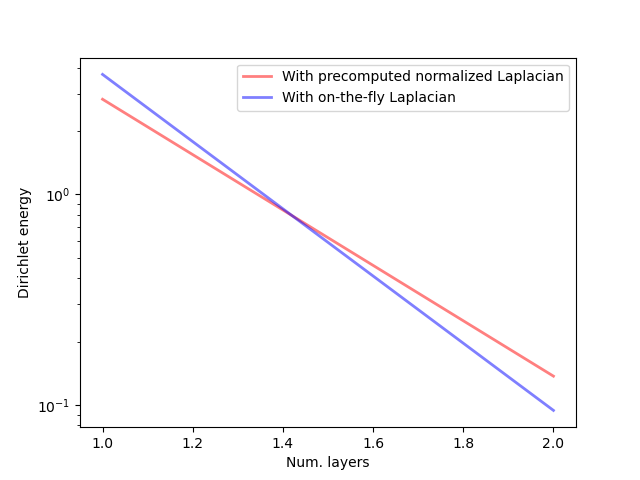 With precomputed normalized Laplacian
With on-the-fly Laplacian
Dirichlet energy
10⁰
10⁻¹
1.0 1.2 1.4 1.6 1.8 2.0
Num. layers